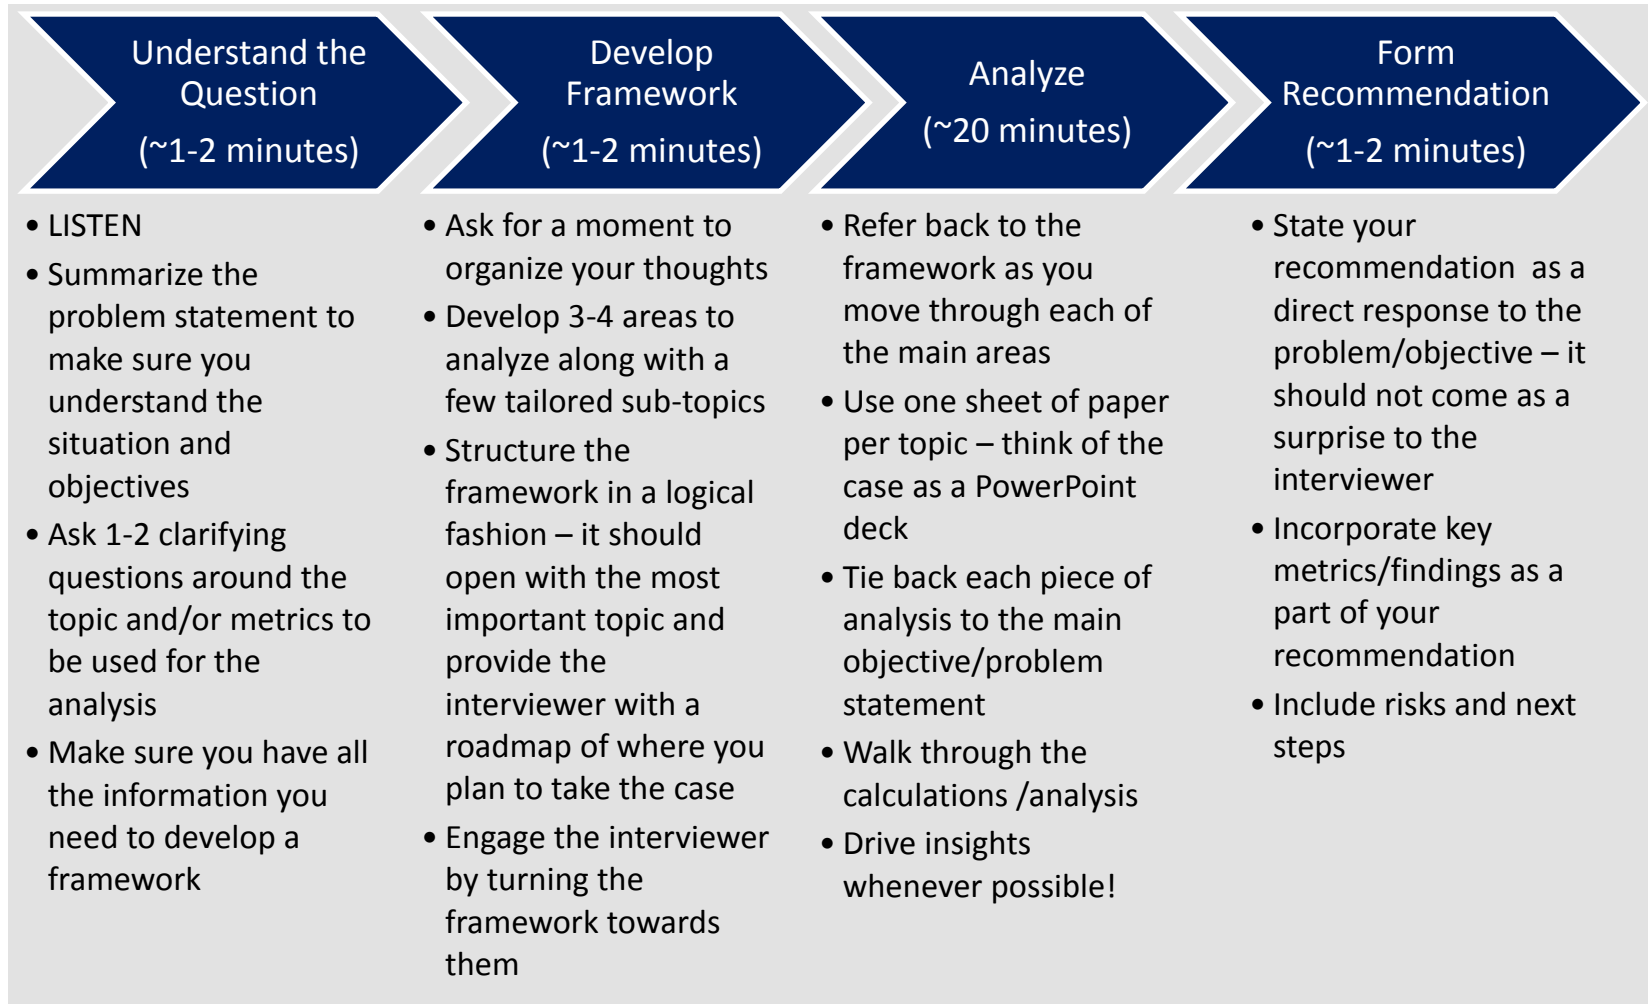 Understand the
Question
(~1-2 minutes)
• LISTEN
• Summarize the
problem statement to
make sure you
understand the
situation and
objectives
• Ask 1-2 clarifying
questions around the
topic and/or metrics to
be used for the
analysis
• Make sure you have all
the information you
need to develop a
framework
Develop
Framework
(~1-2 minutes)
• Ask for a moment to
organize your thoughts
• Develop 3-4 areas to
analyze along with a
few tailored sub-topics
• Structure the
framework in a logical
fashion – it should
open with the most
important topic and
provide the
interviewer with a
roadmap of where you
plan to take the case
• Engage the interviewer
by turning the
framework towards
them
Analyze
(~20 minutes)
• Refer back to the
framework as you
move through each of
the main areas
• Use one sheet of paper
per topic – think of the
case as a PowerPoint
deck
• Tie back each piece of
analysis to the main
objective/problem
statement
• Walk through the
calculations /analysis
• Drive insights
whenever possible!
Form
Recommendation
(~1-2 minutes)
• State your
recommendation  as a
direct response to the
problem/objective – it
should not come as a
surprise to the
interviewer
• Incorporate key
metrics/findings as a
part of your
recommendation
• Include risks and next
steps